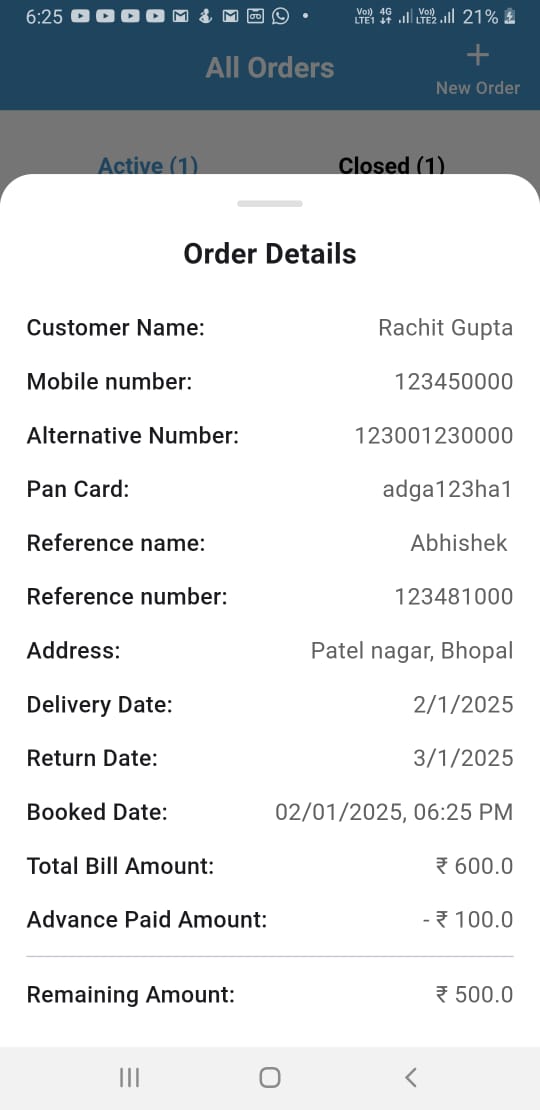 6:25
Vo)) LTE1 4G Vo)) LTE2 21%
All Orders
New Order
Active (1) Closed (1)
Order Details
Customer Name: Rachit Gupta
Mobile number: 123450000
Alternative Number: 123001230000
Pan Card: adga123ha1
Reference name: Abhishek
Reference number: 123481000
Address: Patel nagar, Bhopal
Delivery Date: 2/1/2025
Return Date: 3/1/2025
Booked Date: 02/01/2025, 06:25 PM
Total Bill Amount: ₹ 600.0
Advance Paid Amount: - ₹ 100.0
Remaining Amount: ₹ 500.0